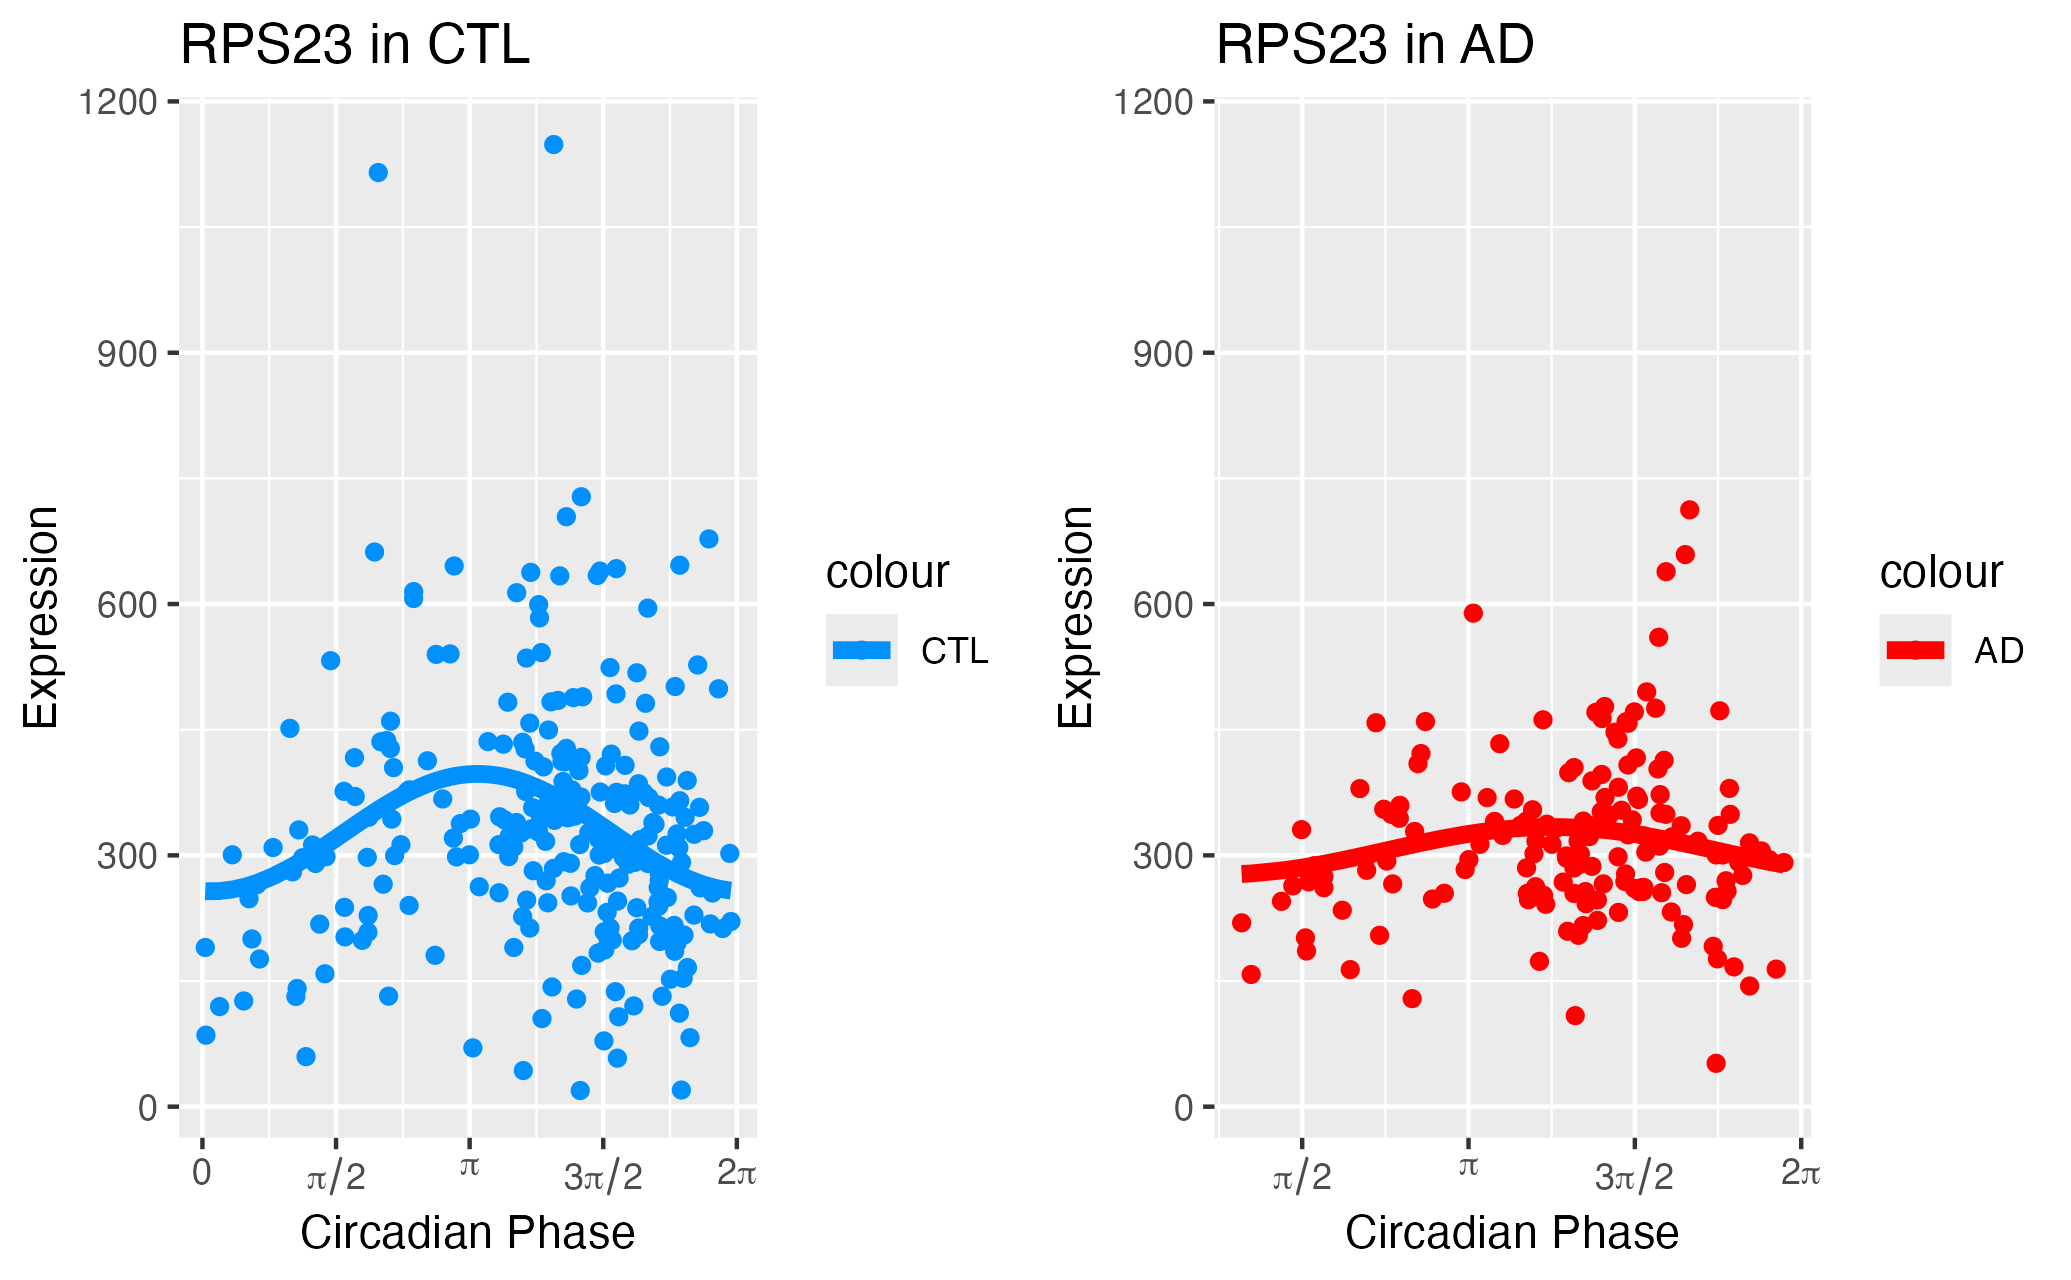 RPS23 in CTL
1200
900
600
300
0
Expression
0
π/2
π
3π/2
2π
Circadian Phase
colour
CTL
RPS23 in AD
1200
900
600
300
0
Expression
π/2
π
3π/2
2π
Circadian Phase
colour
AD